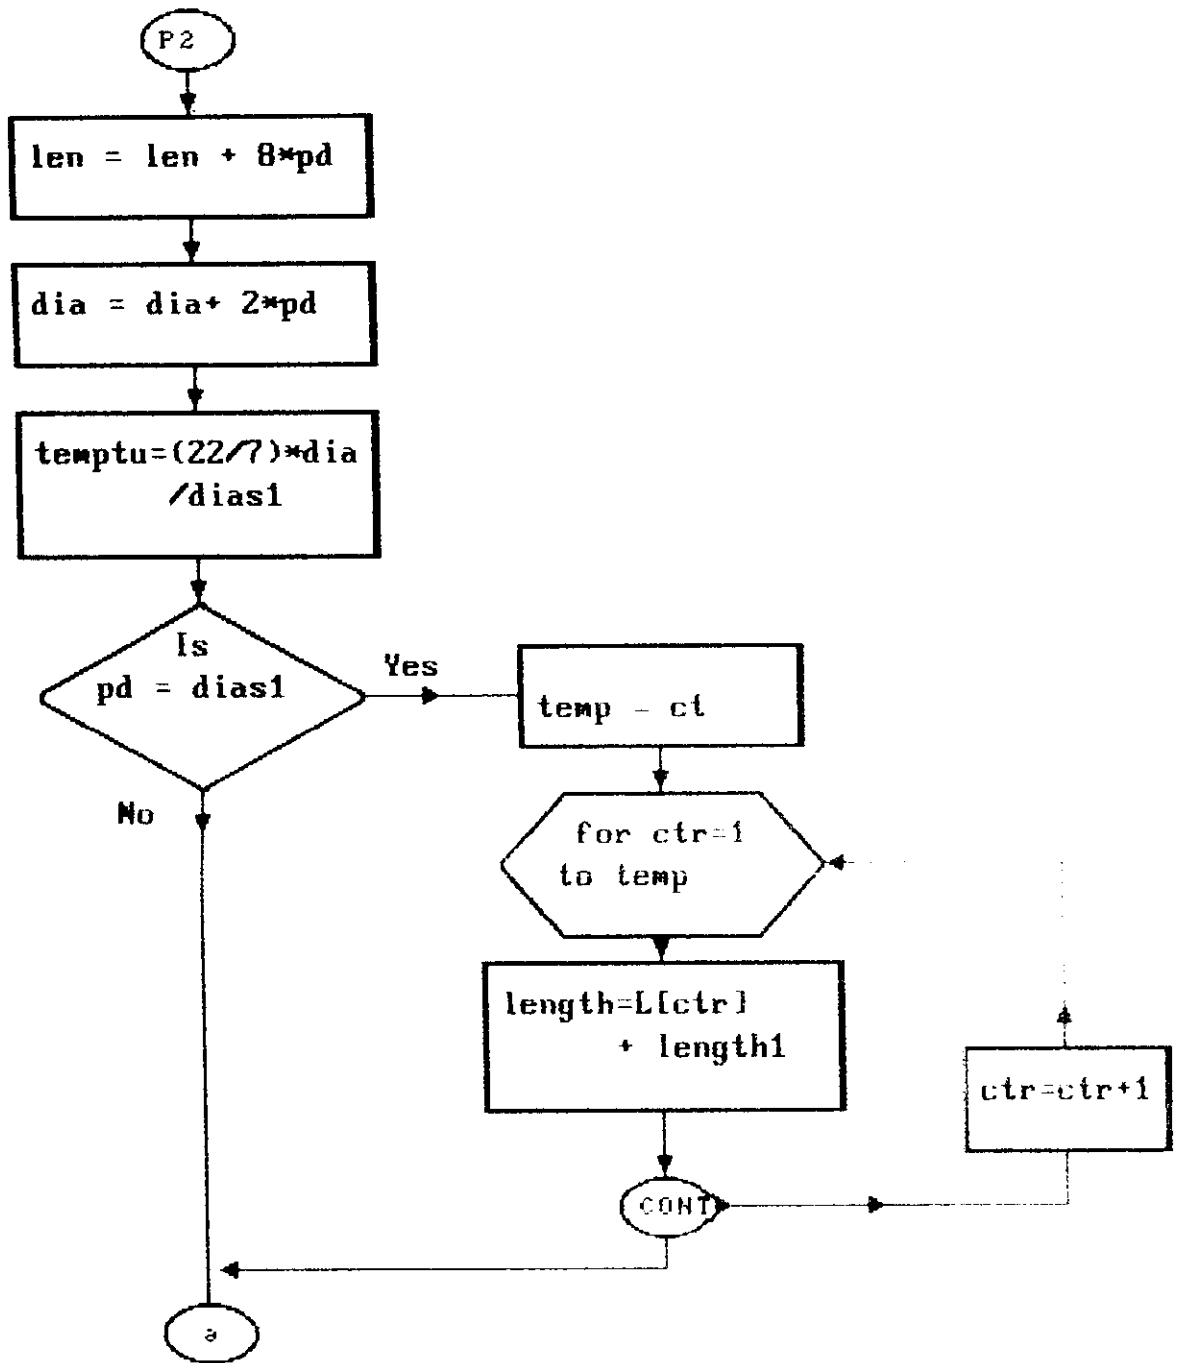 P2
len = len + 8*pd
dia = dia+ 2*pd
temptu=(22/7)*dia
/dias1
Is
pd = dias1
Yes
No
temp = ct
for ctr=1
to temp
length=L[ctr]
+ length1
ctr=ctr+1
CONT
a